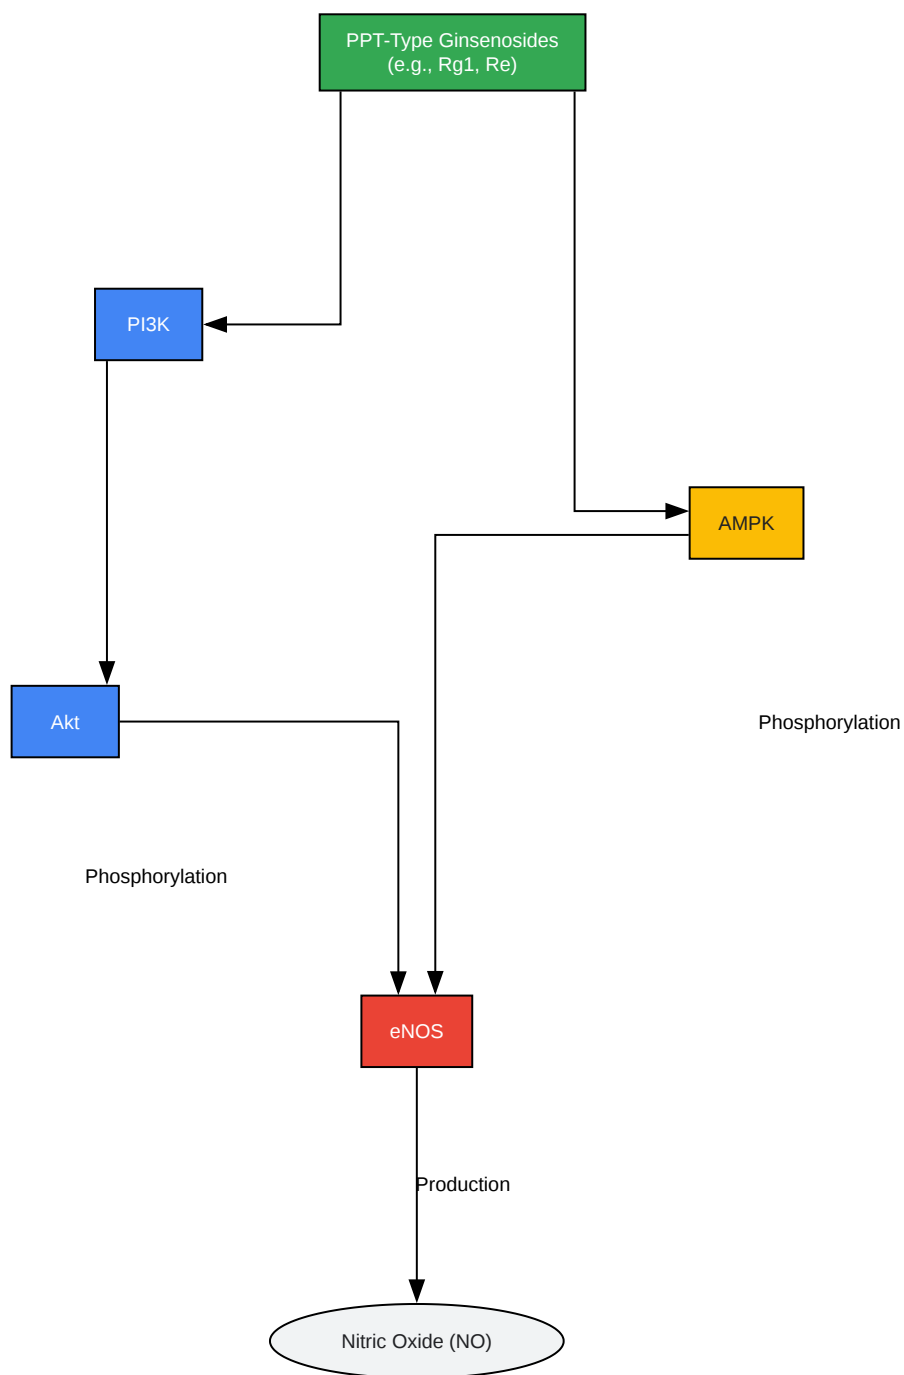 PPT-Type Ginsenosides
(e.g., Rg1, Re)
PI3K
AMPK
Akt
Phosphorylation
Phosphorylation
eNOS
Production
Nitric Oxide (NO)